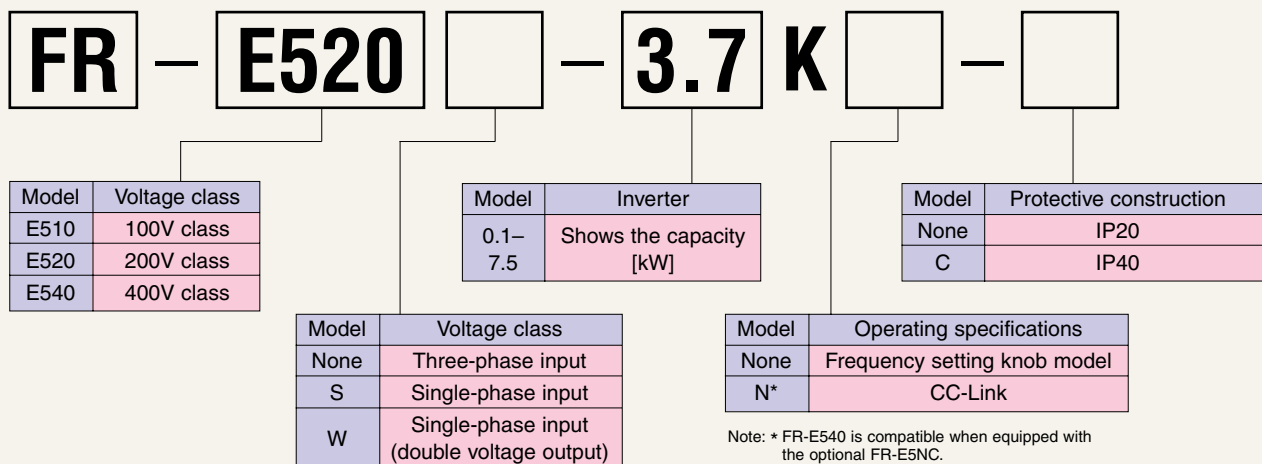 FR — E520 — 3.7 K —
Model Voltage class
E510 100V class
E520 200V class
E540 400V class
Model Voltage class
None Three-phase input
S Single-phase input
W Single-phase input
(double voltage output)
Model Inverter
0.1–
7.5
Shows the capacity
[kW]
Model Operating specifications
None Frequency setting knob model
N* CC-Link
Note: * FR-E540 is compatible when equipped with
the optional FR-E5NC.
Model Protective construction
None IP20
C IP40